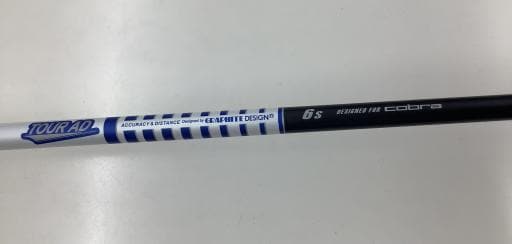 TOUR AD
ACCURACY & DISTANCE Designed by GRAPHITE DESIGN®
6s DESIGNED FOR cobra